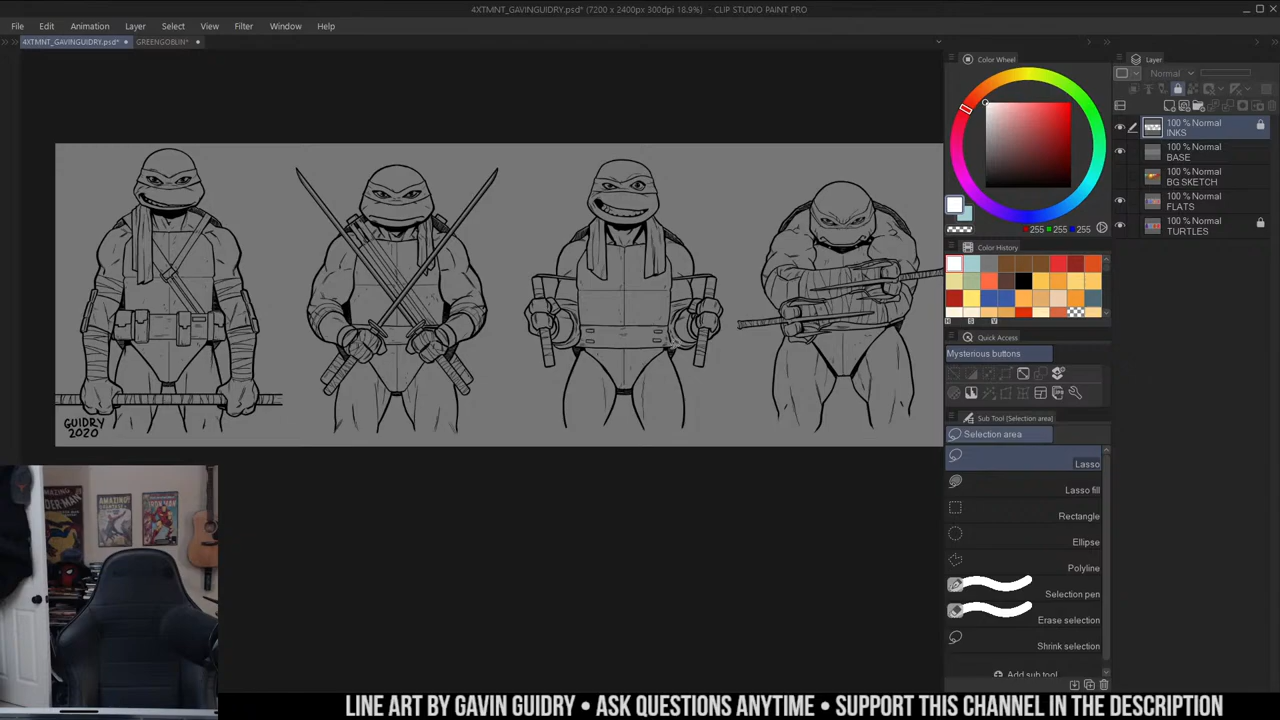 4XTMNT_GAVINGUIDRY.psd* (7200 x 2400px 300dpi 18.9%) - CLIP STUDIO PAINT PRO
File Edit Animation Layer Select View Filter Window Help
4XTMNT_GAVINGUIDRY.psd* GREENGOBLIN*
Color Wheel
255 255 255
Color History
H S V
Quick Access
Mysterious buttons
Sub Tool [Selection area]
Selection area
Lasso
Lasso fill
Rectangle
Ellipse
Polyline
Selection pen
Erase selection
Shrink selection
Add sub tool
Layer
Normal
100 % Normal
INKS
100 % Normal
BASE
100 % Normal
BG SKETCH
100 % Normal
FLATS
100 % Normal
TURTLES
GUIDRY
2020
AMAZING
IRON MAN
LINE ART BY GAVIN GUIDRY • ASK QUESTIONS ANYTIME • SUPPORT THIS CHANNEL IN THE DESCRIPTION